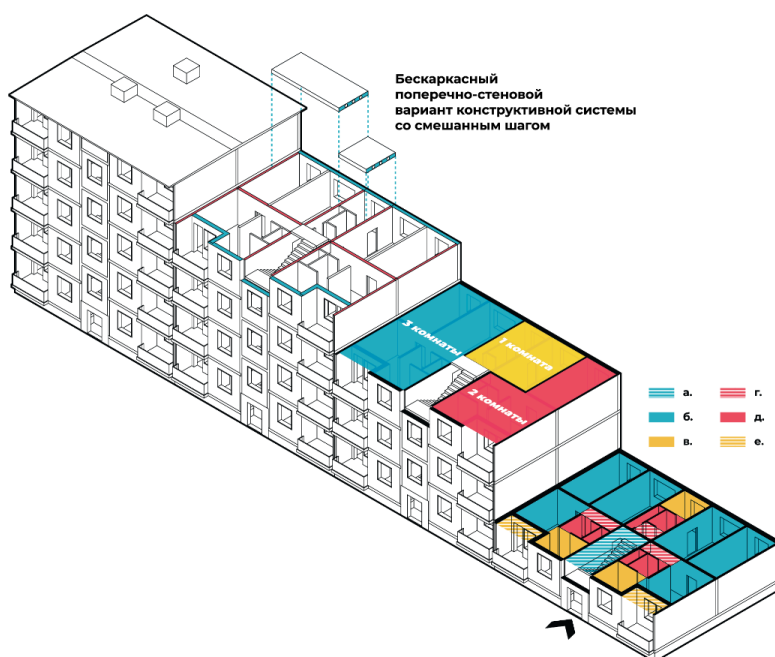 Бескаркасный
поперечно-стеновой
вариант конструктивной системы
со смешанным шагом
3 комнаты
1 комната
2 комнаты
а.
г.
б.
д.
в.
е.